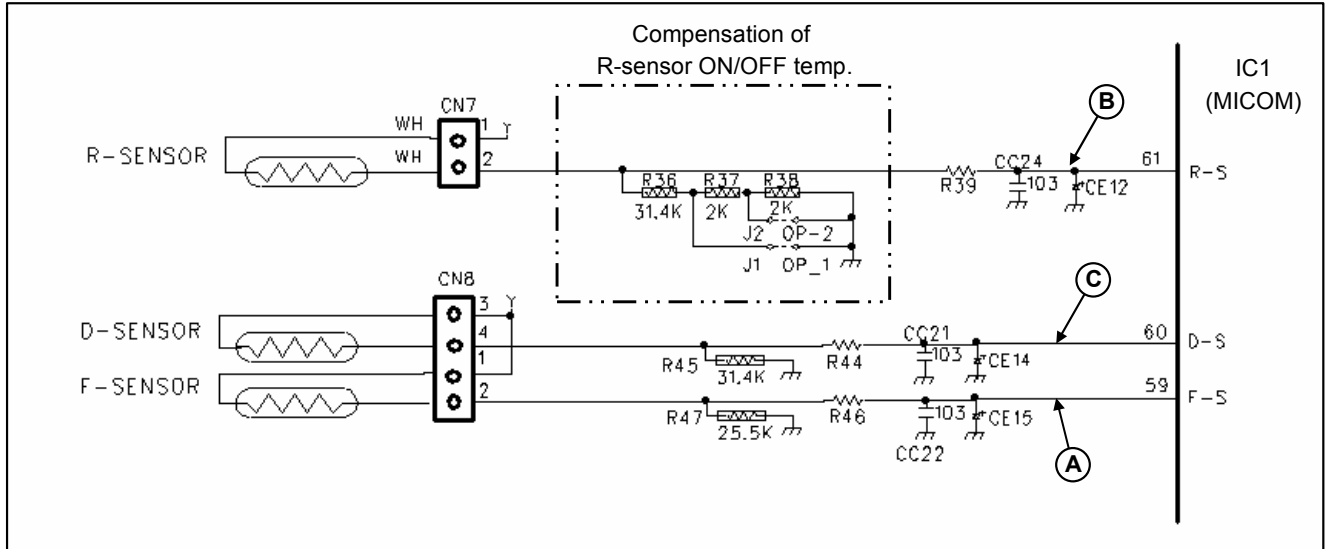 Compensation of
R-sensor ON/OFF temp.
IC1
(MICOM)
CN7
B
WH
1
R-SENSOR
WH
2
CC24
61
R-S
R36
R37
R38
R39
103
CE12
31.4K
2K
2K
J2 OP-2
J1 OP_1
CN8
C
3
D-SENSOR
4
CC21
60
D-S
1
R45
31.4K
R44
103
CE14
F-SENSOR
2
59
F-S
R47
25.5K
R46
103
CE15
CC22
A